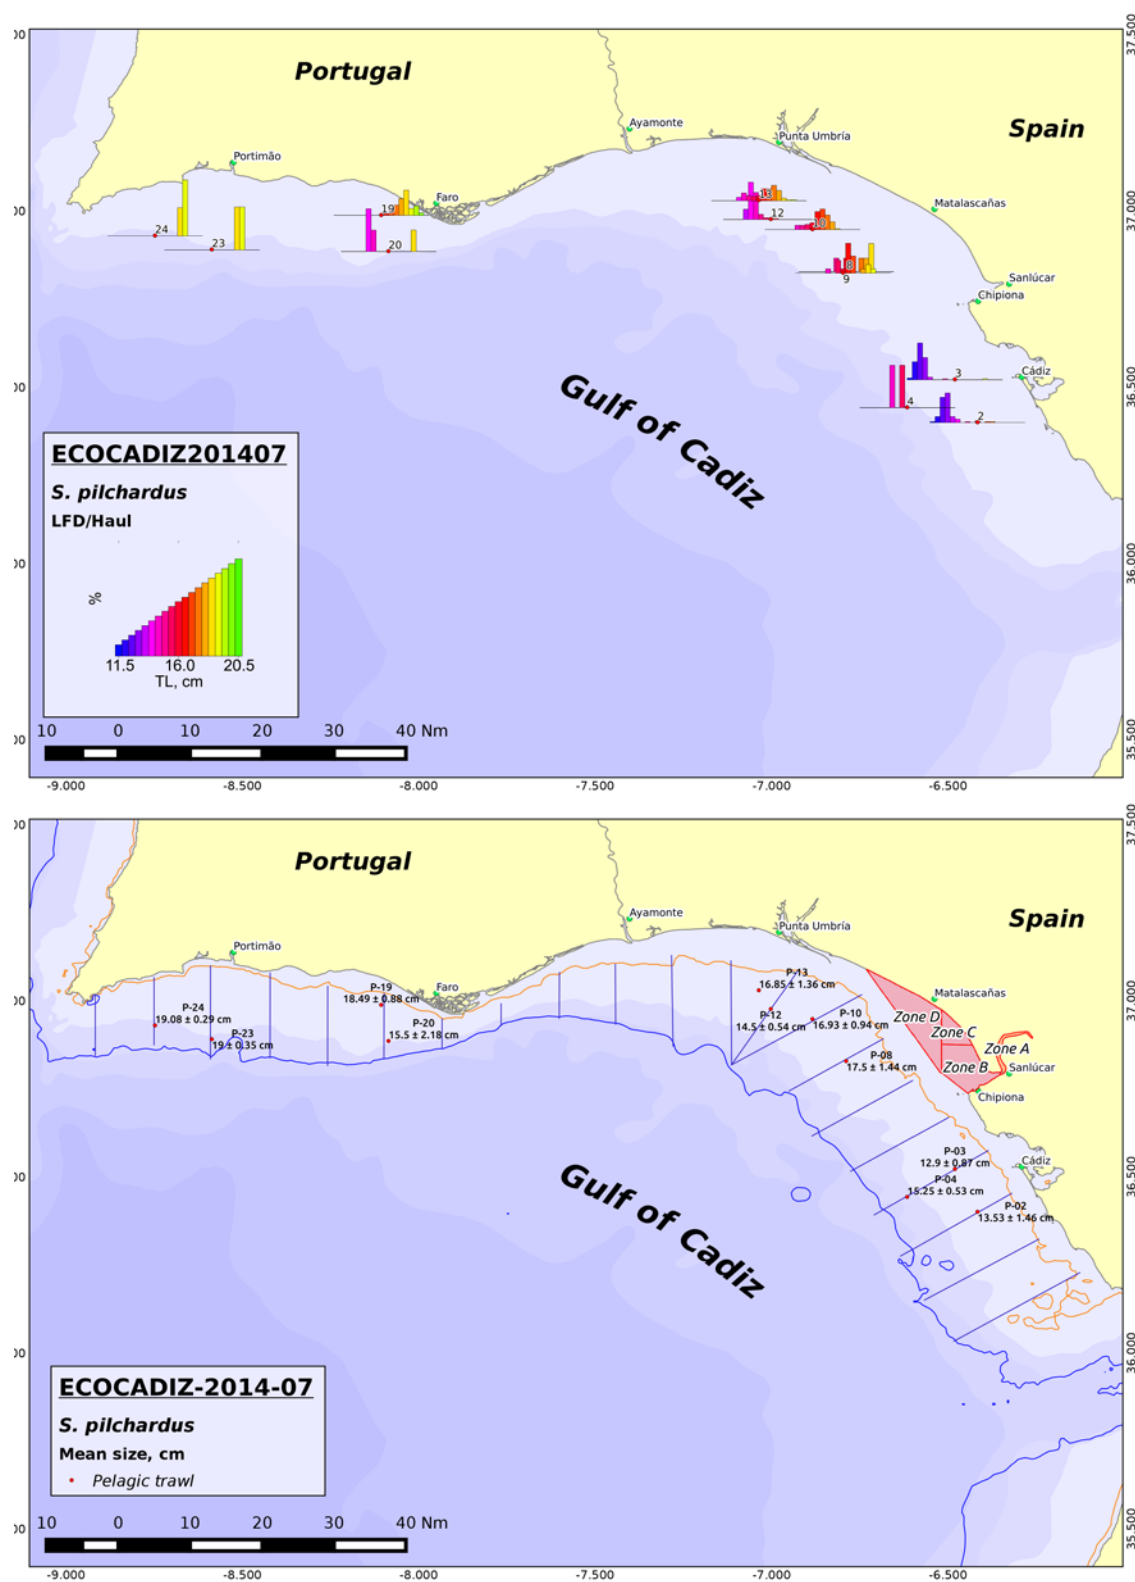 Portugal
Spain
Ayamonte
Punta Umbría
Portimão
Faro
Matalascañas
Sanlúcar
Chipiona
Cádiz
24
23
19
20
13
12
10
8
9
3
4
2
Gulf of Cadiz
ECOCADIZ201407
S. pilchardus
LFD/Haul
%
11.5 16.0 20.5
TL, cm
10 0 10 20 30 40 Nm
-9.000 -8.500 -8.000 -7.500 -7.000 -6.500
37.500
37.000
36.500
36.000
35.500
Portugal
Spain
Ayamonte
Punta Umbría
Portimão
Faro
Matalascañas
Sanlúcar
Chipiona
Cádiz
P-24
19.08 ± 0.29 cm
P-23
19 ± 0.35 cm
P-19
18.49 ± 0.88 cm
P-20
15.5 ± 2.18 cm
P-13
16.85 ± 1.36 cm
P-12
14.5 ± 0.54 cm
P-10
16.93 ± 0.94 cm
P-08
17.5 ± 1.44 cm
P-03
12.9 ± 0.87 cm
P-04
15.25 ± 0.53 cm
P-02
13.53 ± 1.46 cm
Zone D
Zone C
Zone A
Zone B
Gulf of Cadiz
ECOCADIZ-2014-07
S. pilchardus
Mean size, cm
Pelagic trawl
10 0 10 20 30 40 Nm
-9.000 -8.500 -8.000 -7.500 -7.000 -6.500
37.500
37.000
36.500
36.000
35.500